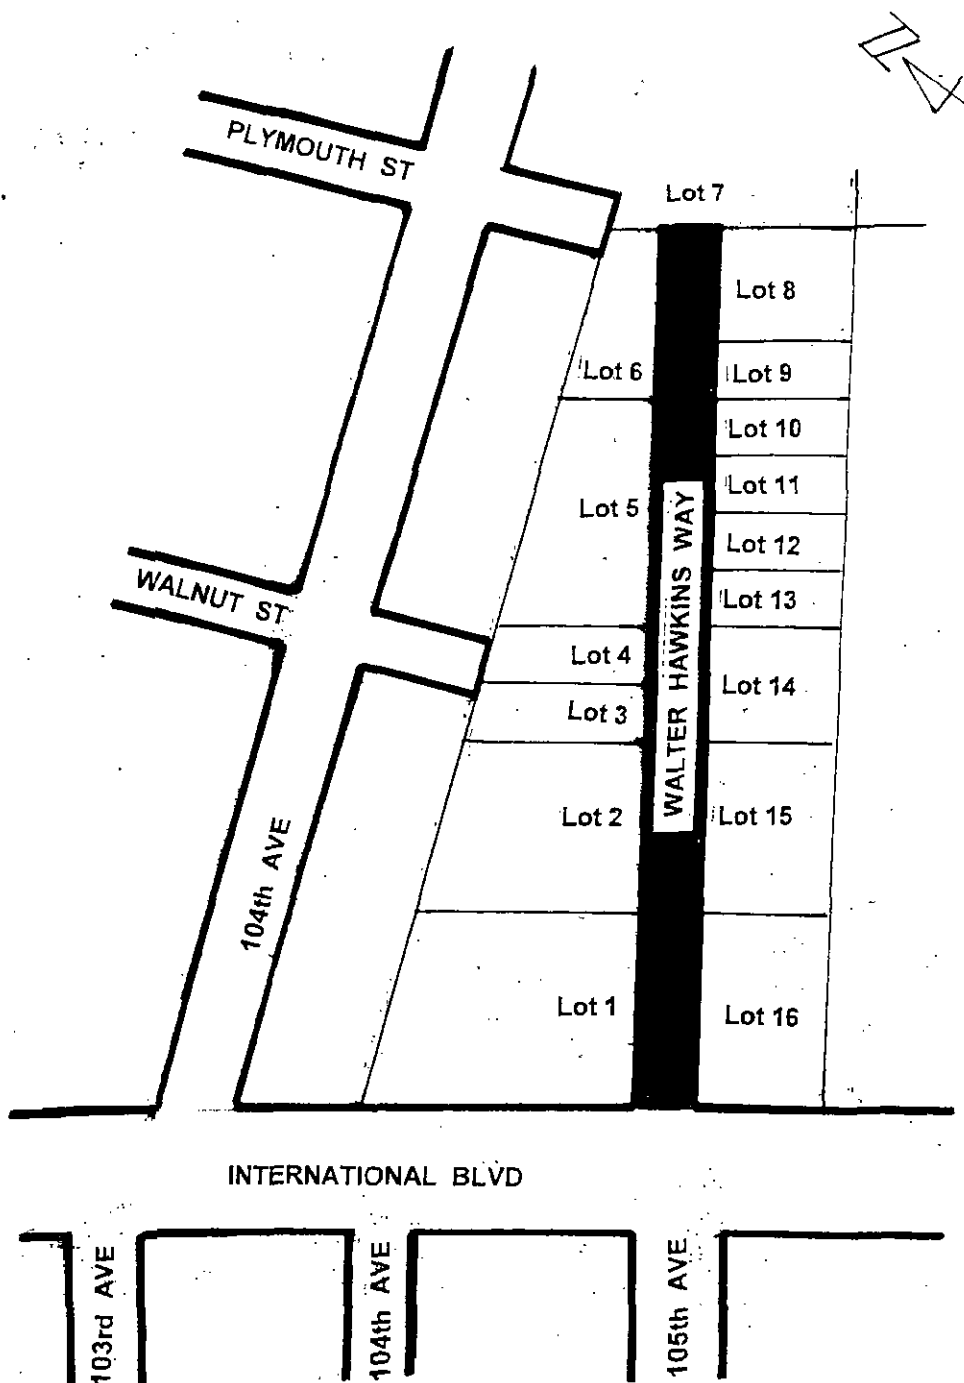 PLYMOUTH ST
Lot 7
Lot 8
Lot 6
Lot 9
Lot 10
Lot 5
Lot 11
Lot 12
WALNUT ST
Lot 13
Lot 4
Lot 14
Lot 3
WALTER HAWKINS WAY
Lot 2
Lot 15
104th AVE
Lot 1
Lot 16
INTERNATIONAL BLVD
103rd AVE
104th AVE
105th AVE